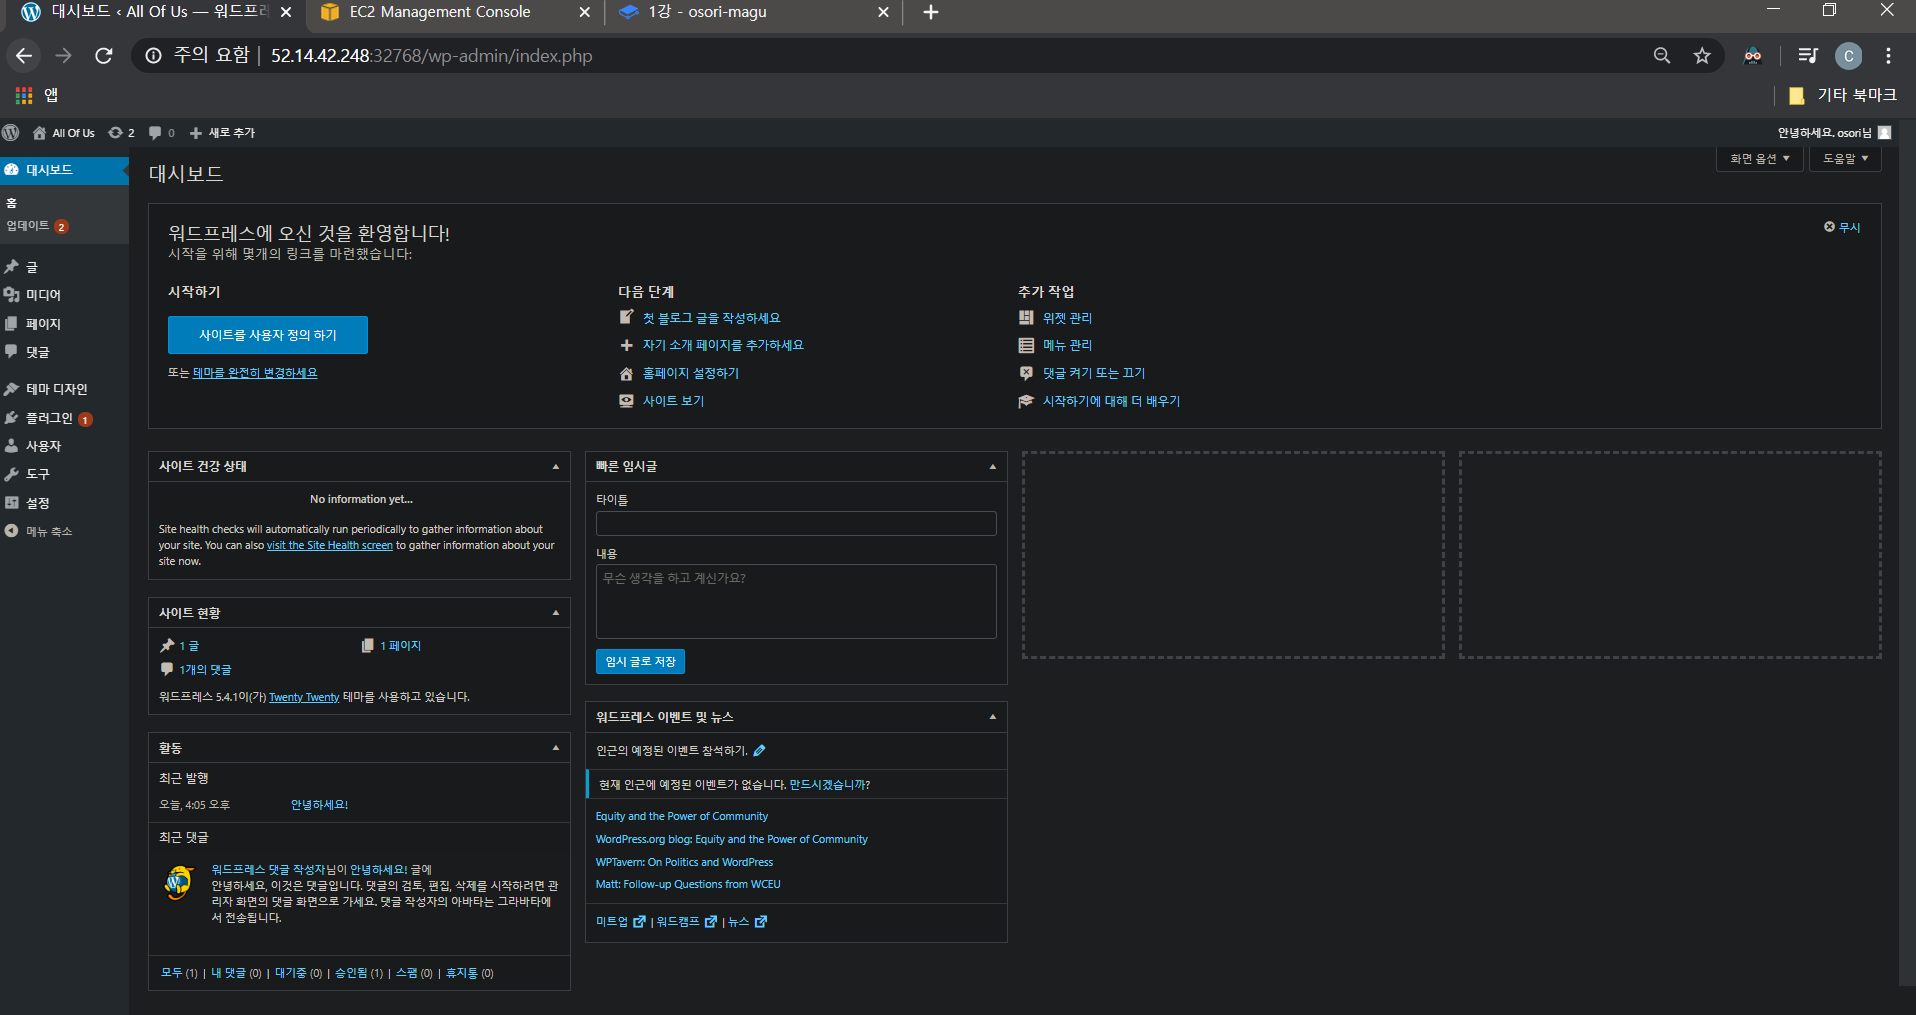 대시보드 ‹ All Of Us — 워드프레
EC2 Management Console
1강 - osori-magu
주의 요함 | 52.14.42.248:32768/wp-admin/index.php
C
앱
기타 북마크
All Of Us 2 0 새로 추가
안녕하세요, osori님
대시보드
홈
업데이트 2
글
미디어
페이지
댓글
테마 디자인
플러그인 1
사용자
도구
설정
메뉴 축소
대시보드
화면 옵션
도움말
워드프레스에 오신 것을 환영합니다!
시작을 위해 몇개의 링크를 마련했습니다:
무시
시작하기
사이트를 사용자 정의 하기
또는 테마를 완전히 변경하세요
다음 단계
첫 블로그 글을 작성하세요
자기 소개 페이지를 추가하세요
홈페이지 설정하기
사이트 보기
추가 작업
위젯 관리
메뉴 관리
댓글 켜기 또는 끄기
시작하기에 대해 더 배우기
사이트 건강 상태
No information yet...
Site health checks will automatically run periodically to gather information about
your site. You can also visit the Site Health screen to gather information about your
site now.
사이트 현황
1 글
1 페이지
1개의 댓글
워드프레스 5.4.1이(가) Twenty Twenty 테마를 사용하고 있습니다.
활동
최근 발행
오늘, 4:05 오후 안녕하세요!
최근 댓글
워드프레스 댓글 작성자님이 안녕하세요! 글에
안녕하세요, 이것은 댓글입니다. 댓글의 검토, 편집, 삭제를 시작하려면 관
리자 화면의 댓글 화면으로 가세요. 댓글 작성자의 아바타는 그라바타에
서 전송됩니다.
모두 (1) | 내 댓글 (0) | 대기중 (0) | 승인됨 (1) | 스팸 (0) | 휴지통 (0)
빠른 임시글
타이틀
내용
무슨 생각을 하고 계신가요?
임시 글로 저장
워드프레스 이벤트 및 뉴스
인근의 예정된 이벤트 참석하기.
현재 인근에 예정된 이벤트가 없습니다. 만드시겠습니까?
Equity and the Power of Community
WordPress.org blog: Equity and the Power of Community
WPTavern: On Politics and WordPress
Matt: Follow-up Questions from WCEU
미트업 | 워드캠프 | 뉴스